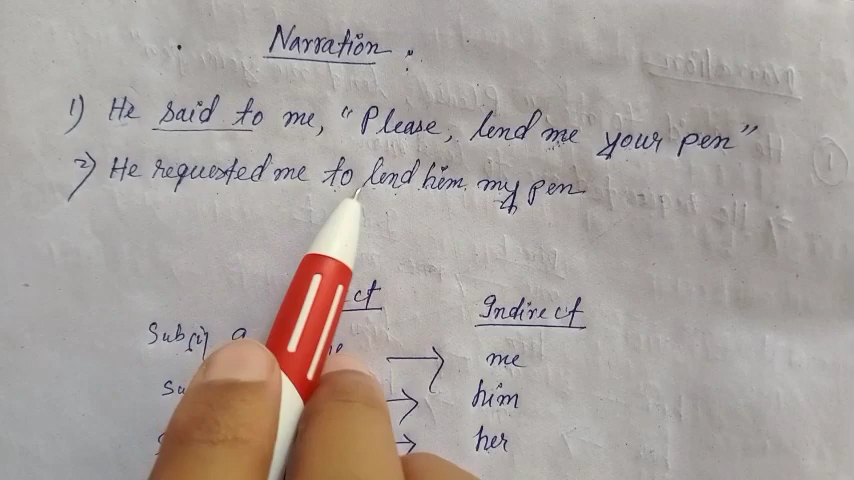 Narration :
1) He said to me, "Please, lend me your pen"
2) He requested me to lend him my pen
Indirect
me
him
her